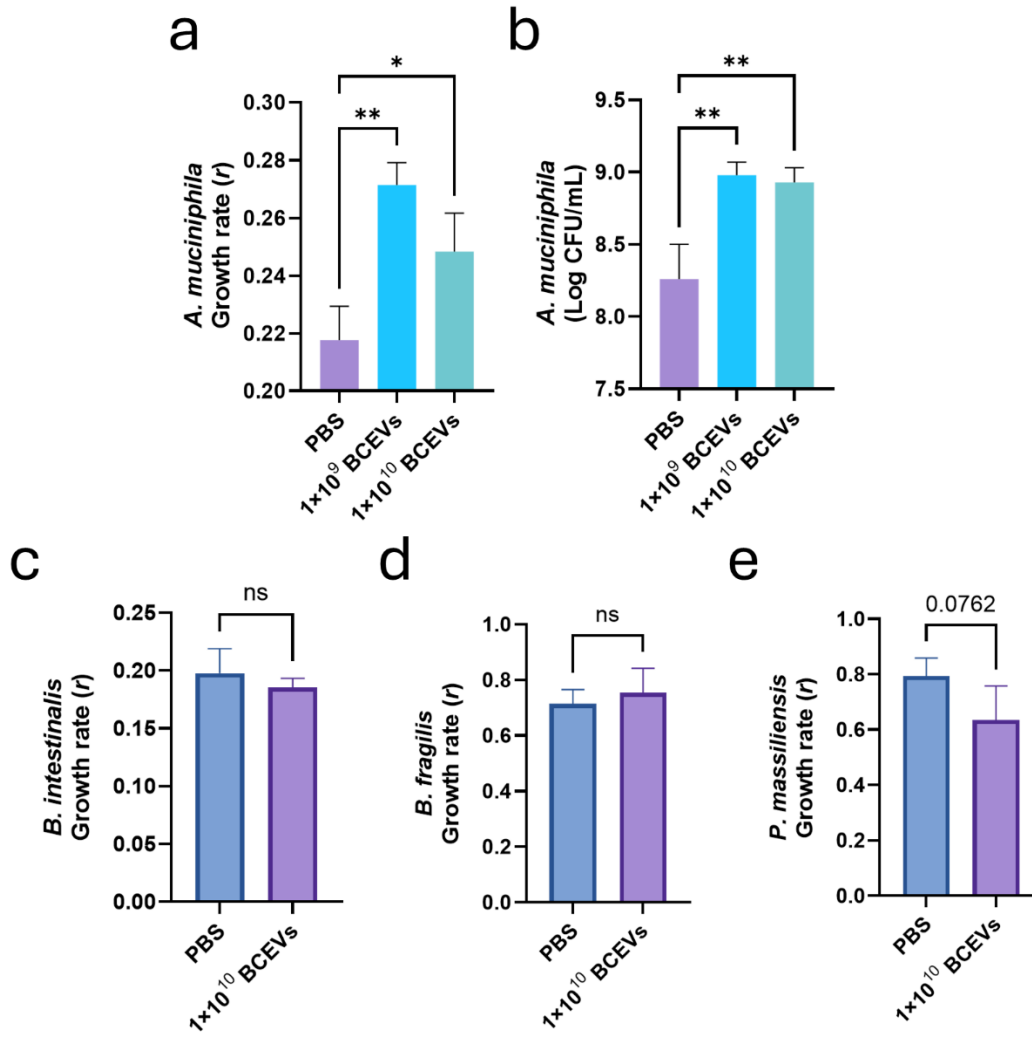 a
A. muciniphila
Growth rate (r)
0.30
0.28
0.26
0.24
0.22
0.20
*
**
PBS
1×10⁹ BCEVs
1×10¹⁰ BCEVs
b
A. muciniphila
(Log CFU/mL)
9.5
9.0
8.5
8.0
7.5
**
**
PBS
1×10⁹ BCEVs
1×10¹⁰ BCEVs
c
B. intestinalis
Growth rate (r)
0.25
0.20
0.15
0.10
0.05
0.00
ns
PBS
1×10¹⁰ BCEVs
d
B. fragilis
Growth rate (r)
1.0
0.8
0.6
0.4
0.2
0.0
ns
PBS
1×10¹⁰ BCEVs
e
P. massiliensis
Growth rate (r)
1.0
0.8
0.6
0.4
0.2
0.0
0.0762
PBS
1×10¹⁰ BCEVs